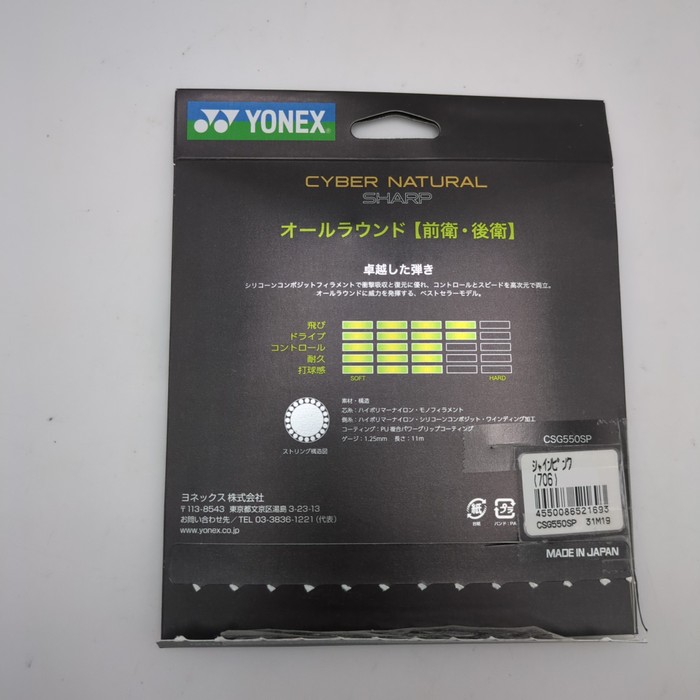 YONEX
CYBER NATURAL
SHARP
オールラウンド【前衛・後衛】
卓越した弾き
シリコーンコンポジットフィラメントで衝撃吸収と復元に優れ、コントロールとスピードを高次元で両立。
オールラウンドに威力を発揮する、ベストセラーモデル。
飛び
ドライブ
コントロール
耐久
打球感
SOFT HARD
素材・構造
芯糸:ハイポリマーナイロン・モノフィラメント
側糸:ハイポリマーナイロン・シリコーンコンポジット・ワインディング加工
コーティング:PU複合パワーグリップコーティング
ゲージ:1.25mm 長さ:11m
ストリング構造図
CSG550SP
シャインピンク
(706)
4550086521693
CSG550SP 31M19
ヨネックス株式会社
〒113-8543 東京都文京区湯島3-23-13
お問い合わせ先/TEL 03-3836-1221(代表)
www.yonex.co.jp
紙
台紙
プラ
バンド:PA
MADE IN JAPAN